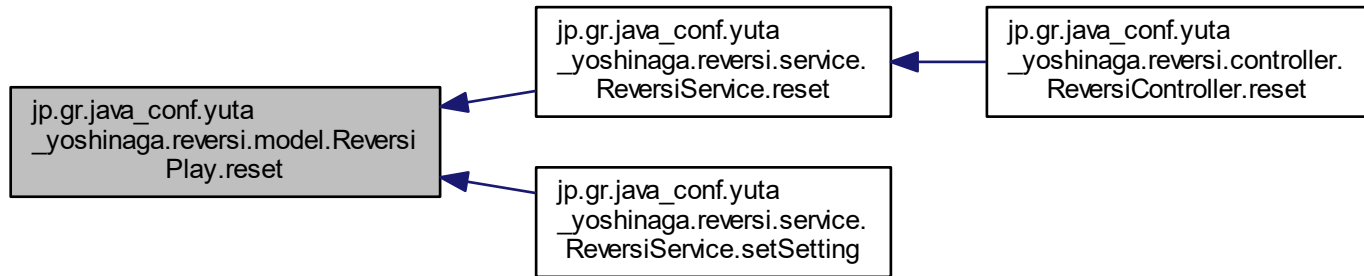 jp.gr.java_conf.yuta
_yoshinaga.reversi.model.Reversi
Play.reset
jp.gr.java_conf.yuta
_yoshinaga.reversi.service.
ReversiService.reset
jp.gr.java_conf.yuta
_yoshinaga.reversi.controller.
ReversiController.reset
jp.gr.java_conf.yuta
_yoshinaga.reversi.service.
ReversiService.setSetting